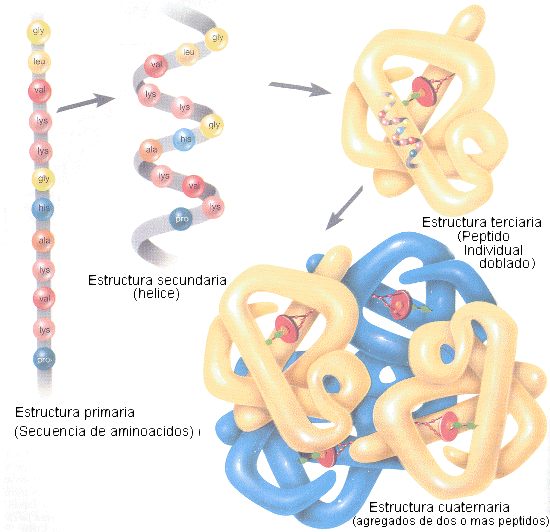 gly
leu
val
lys
lys
gly
his
ala
lys
val
lys
pro
Estructura primaria
(Secuencia de aminoacidos)
gly
leu
val
lys
lys
gly
his
ala
lys
val
lys
pro
Estructura secundaria
(helice)
Estructura terciaria
(Peptido
Individual
doblado)
Estructura cuaternaria
(agregados de dos o mas peptidos)